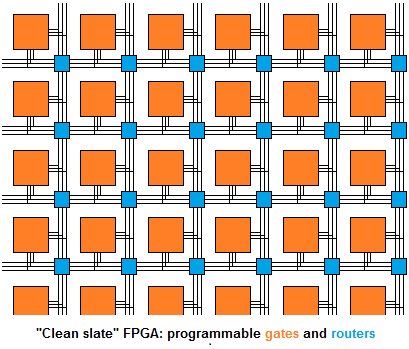 "Clean slate" FPGA: programmable gates and routers